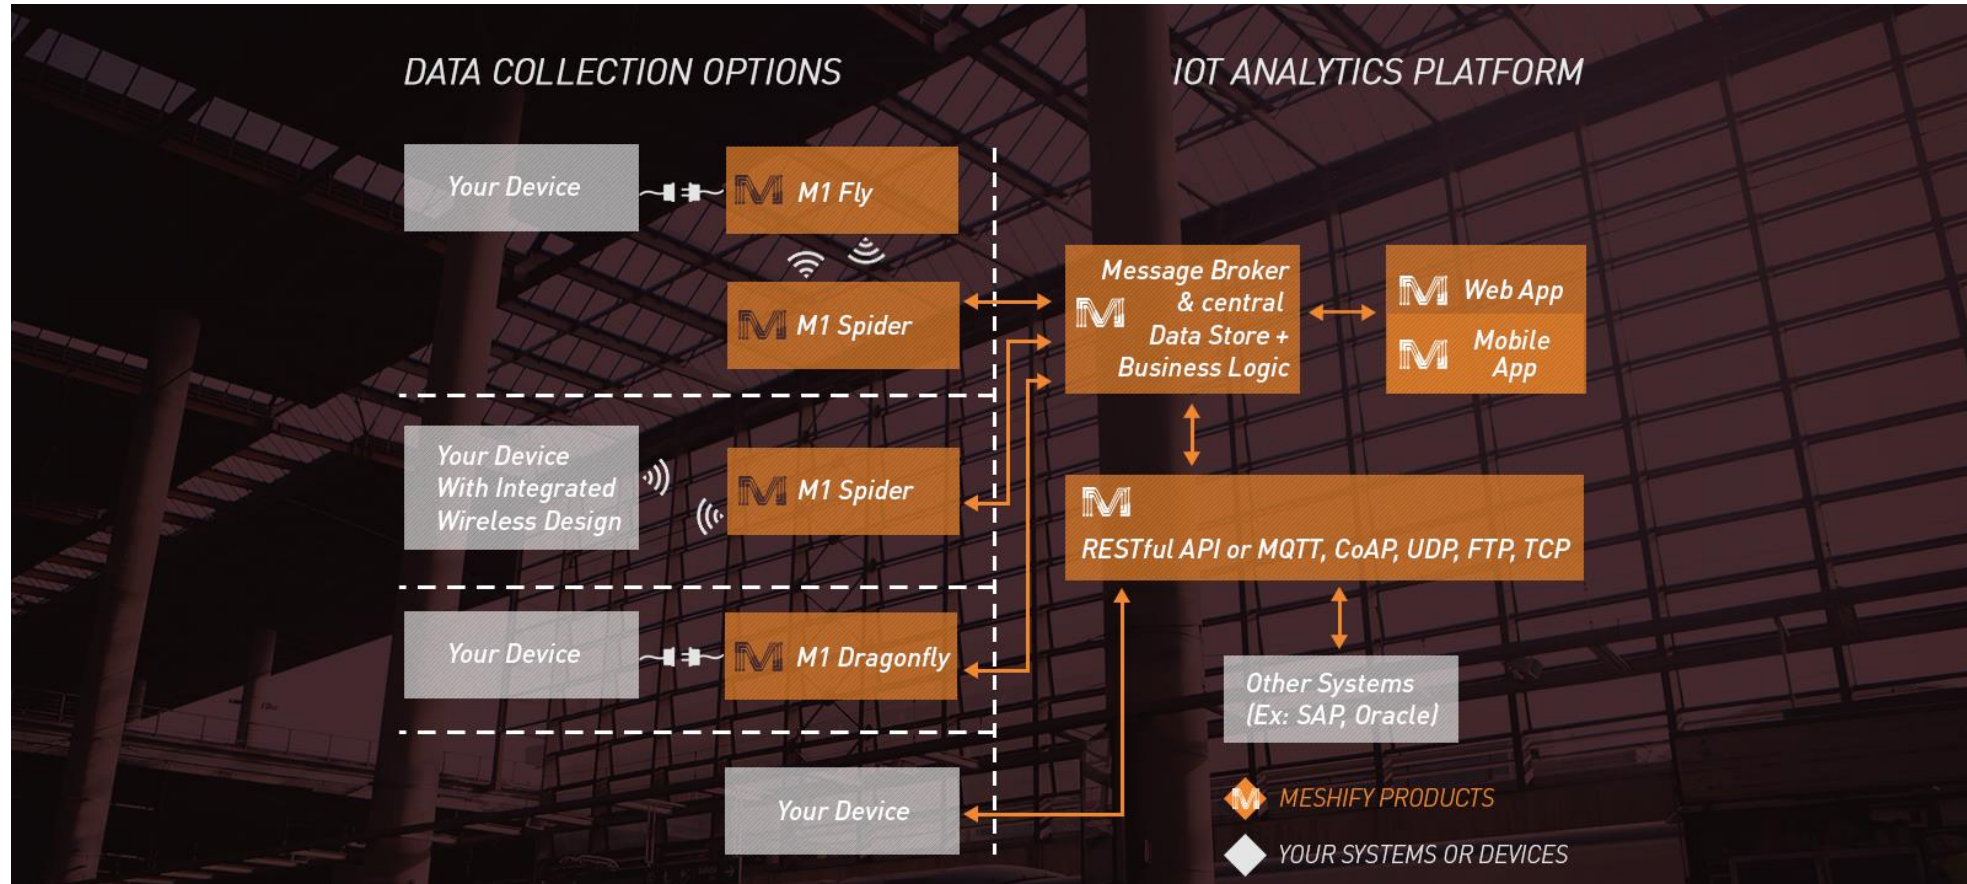 DATA COLLECTION OPTIONS
Your Device
M1 Fly
M1 Spider
Your Device
With Integrated
Wireless Design
M1 Spider
Your Device
M1 Dragonfly
Your Device
IOT ANALYTICS PLATFORM
Message Broker
& central
Data Store +
Business Logic
Web App
Mobile
App
RESTful API or MQTT, CoAP, UDP, FTP, TCP
Other Systems
(Ex: SAP, Oracle)
MESHIFY PRODUCTS
YOUR SYSTEMS OR DEVICES